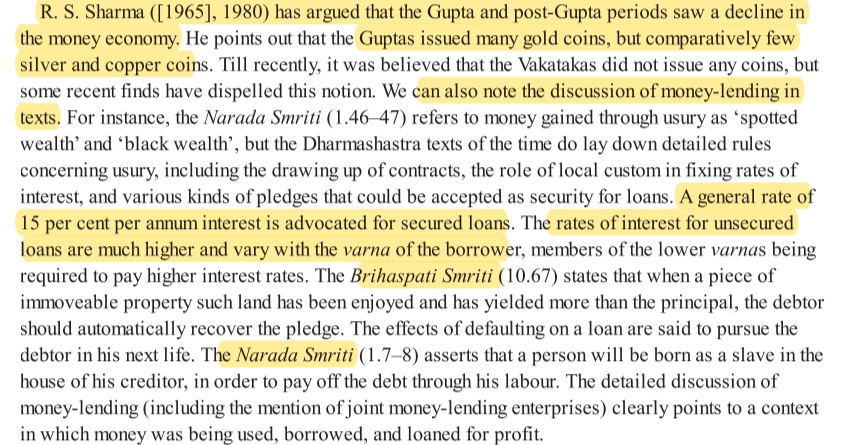 R. S. Sharma ([1965], 1980) has argued that the Gupta and post-Gupta periods saw a decline in
the money economy. He points out that the Guptas issued many gold coins, but comparatively few
silver and copper coins. Till recently, it was believed that the Vakatakas did not issue any coins, but
some recent finds have dispelled this notion. We can also note the discussion of money-lending in
texts. For instance, the Narada Smriti (1.46–47) refers to money gained through usury as ‘spotted
wealth’ and ‘black wealth’, but the Dharmashastra texts of the time do lay down detailed rules
concerning usury, including the drawing up of contracts, the role of local custom in fixing rates of
interest, and various kinds of pledges that could be accepted as security for loans. A general rate of
15 per cent per annum interest is advocated for secured loans. The rates of interest for unsecured
loans are much higher and vary with the varna of the borrower, members of the lower varnas being
required to pay higher interest rates. The Brihaspati Smriti (10.67) states that when a piece of
immoveable property such land has been enjoyed and has yielded more than the principal, the debtor
should automatically recover the pledge. The effects of defaulting on a loan are said to pursue the
debtor in his next life. The Narada Smriti (1.7–8) asserts that a person will be born as a slave in the
house of his creditor, in order to pay off the debt through his labour. The detailed discussion of
money-lending (including the mention of joint money-lending enterprises) clearly points to a context
in which money was being used, borrowed, and loaned for profit.